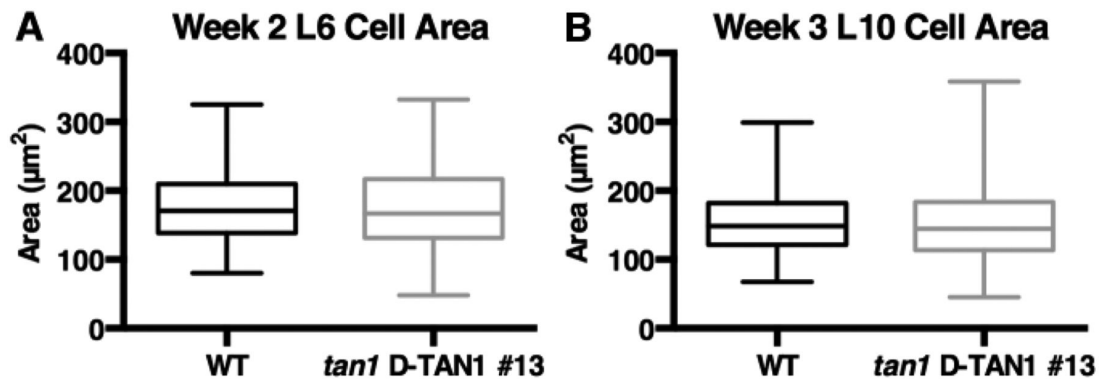 A Week 2 L6 Cell Area
400
300
200
100
0
Area (µm²)
WT tan1 D-TAN1 #13
B Week 3 L10 Cell Area
400
300
200
100
0
Area (µm²)
WT tan1 D-TAN1 #13